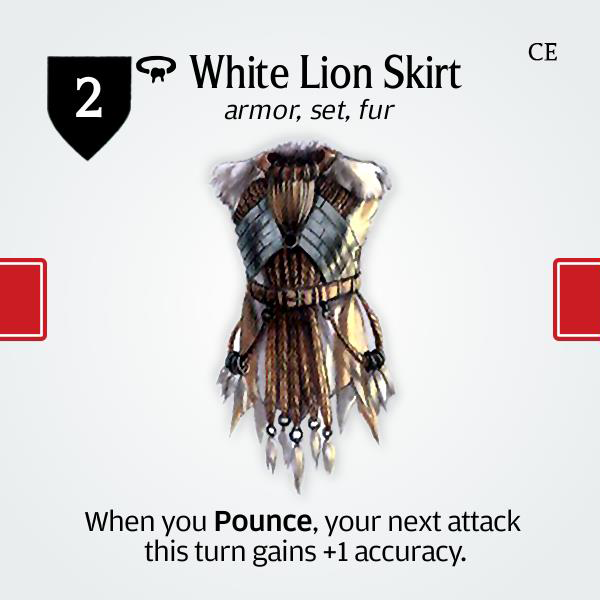 CE
2
White Lion Skirt
armor, set, fur
When you Pounce, your next attack
this turn gains +1 accuracy.